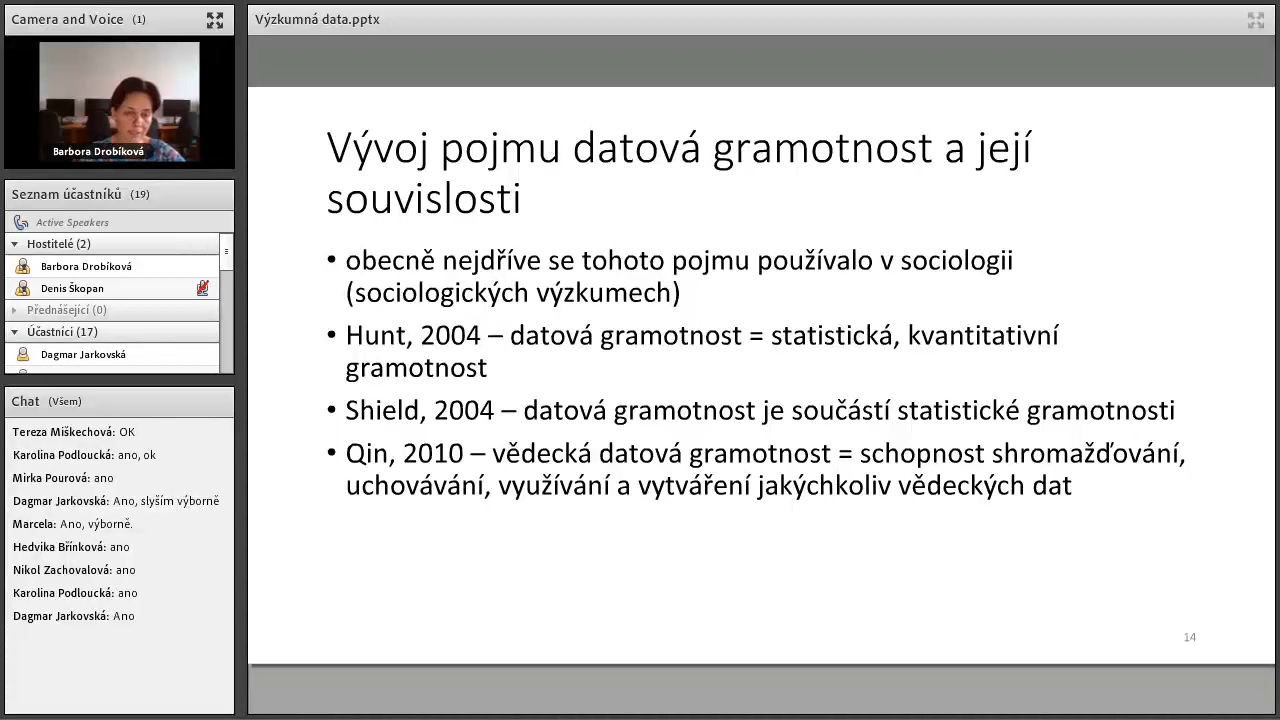 Camera and Voice (1)
Barbora Drobíková
Seznam účastníků (19)
Active Speakers
Hostitelé (2)
Barbora Drobíková
Denis Škopan
Přednášející (0)
Účastníci (17)
Dagmar Jarkovská
Chat (Všem)
Tereza Miškechová: OK
Karolina Podloucká: ano, ok
Mirka Pourová: ano
Dagmar Jarkovská: Ano, slyším výborně
Marcela: Ano, výborně.
Hedvika Břínková: ano
Nikol Zachovalová: ano
Karolina Podloucká: ano
Dagmar Jarkovská: Ano
Výzkumná data.pptx
Vývoj pojmu datová gramotnost a její
souvislosti
• obecně nejdříve se tohoto pojmu používalo v sociologii
(sociologických výzkumech)
• Hunt, 2004 – datová gramotnost = statistická, kvantitativní
gramotnost
• Shield, 2004 – datová gramotnost je součástí statistické gramotnosti
• Qin, 2010 – vědecká datová gramotnost = schopnost shromažďování,
uchovávání, využívání a vytváření jakýchkoliv vědeckých dat
14